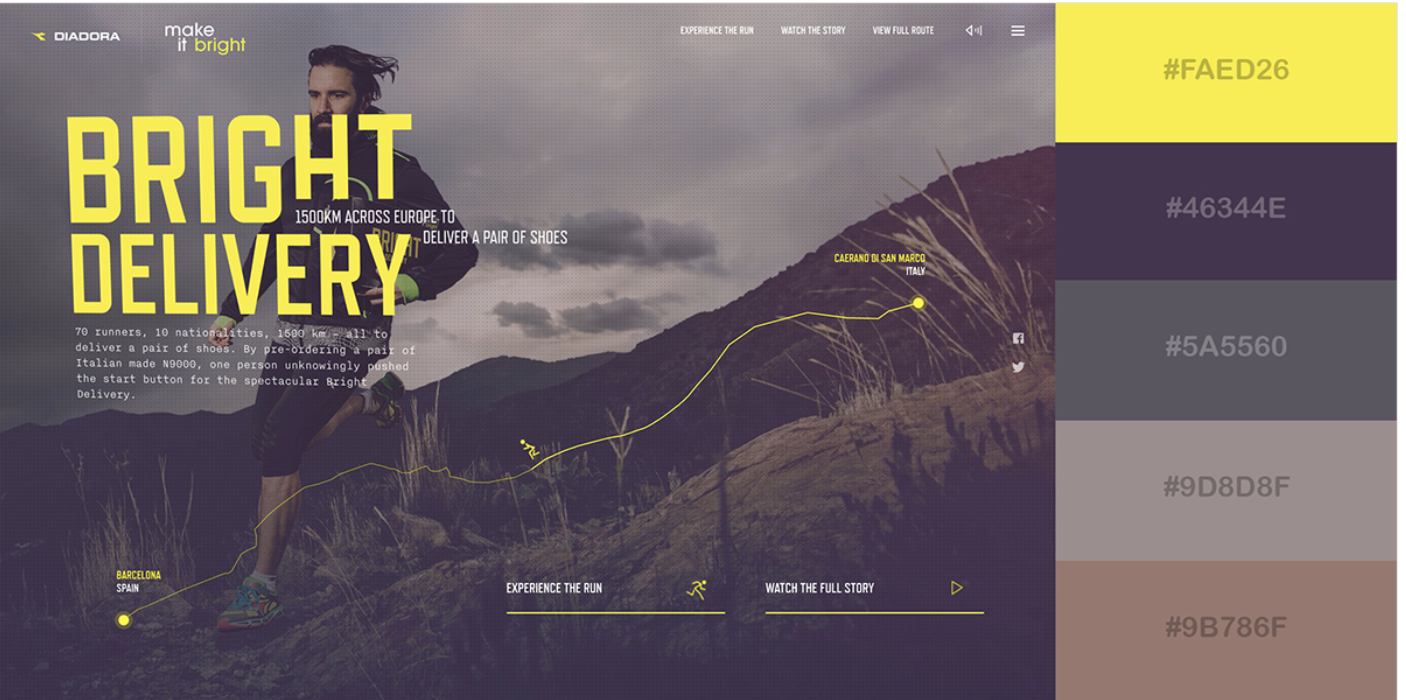 DIADORA
make
it bright
EXPERIENCE THE RUN
WATCH THE STORY
VIEW FULL ROUTE
BRIGHT
1500KM ACROSS EUROPE TO
DELIVER A PAIR OF SHOES
DELIVERY
70 runners, 10 nationalities, 1500 km – all to
deliver a pair of shoes. By pre-ordering a pair of
Italian made N9000, one person unknowingly pushed
the start button for the spectacular Bright
Delivery.
BRIGHT
CAERANO DI SAN MARCO
ITALY
BARCELONA
SPAIN
EXPERIENCE THE RUN
WATCH THE FULL STORY
#FAED26
#46344E
#5A5560
#9D8D8F
#9B786F